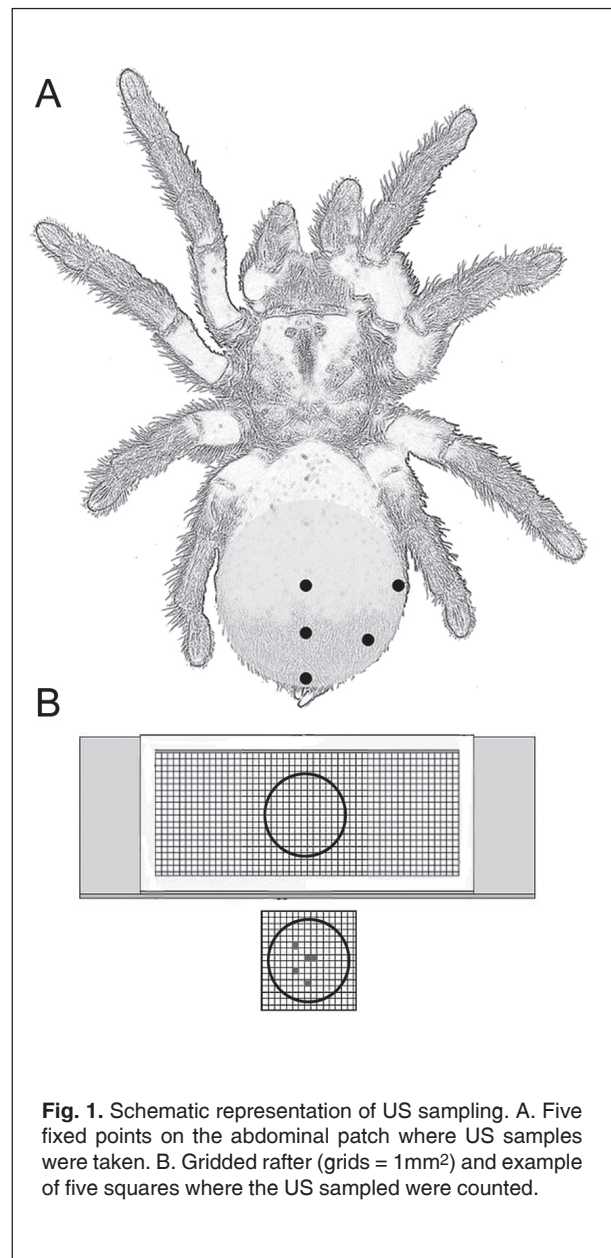 A
B
Fig. 1. Schematic representation of US sampling. A. Five
fixed points on the abdominal patch where US samples
were taken. B. Gridded rafter (grids = 1mm²) and example
of five squares where the US sampled were counted.